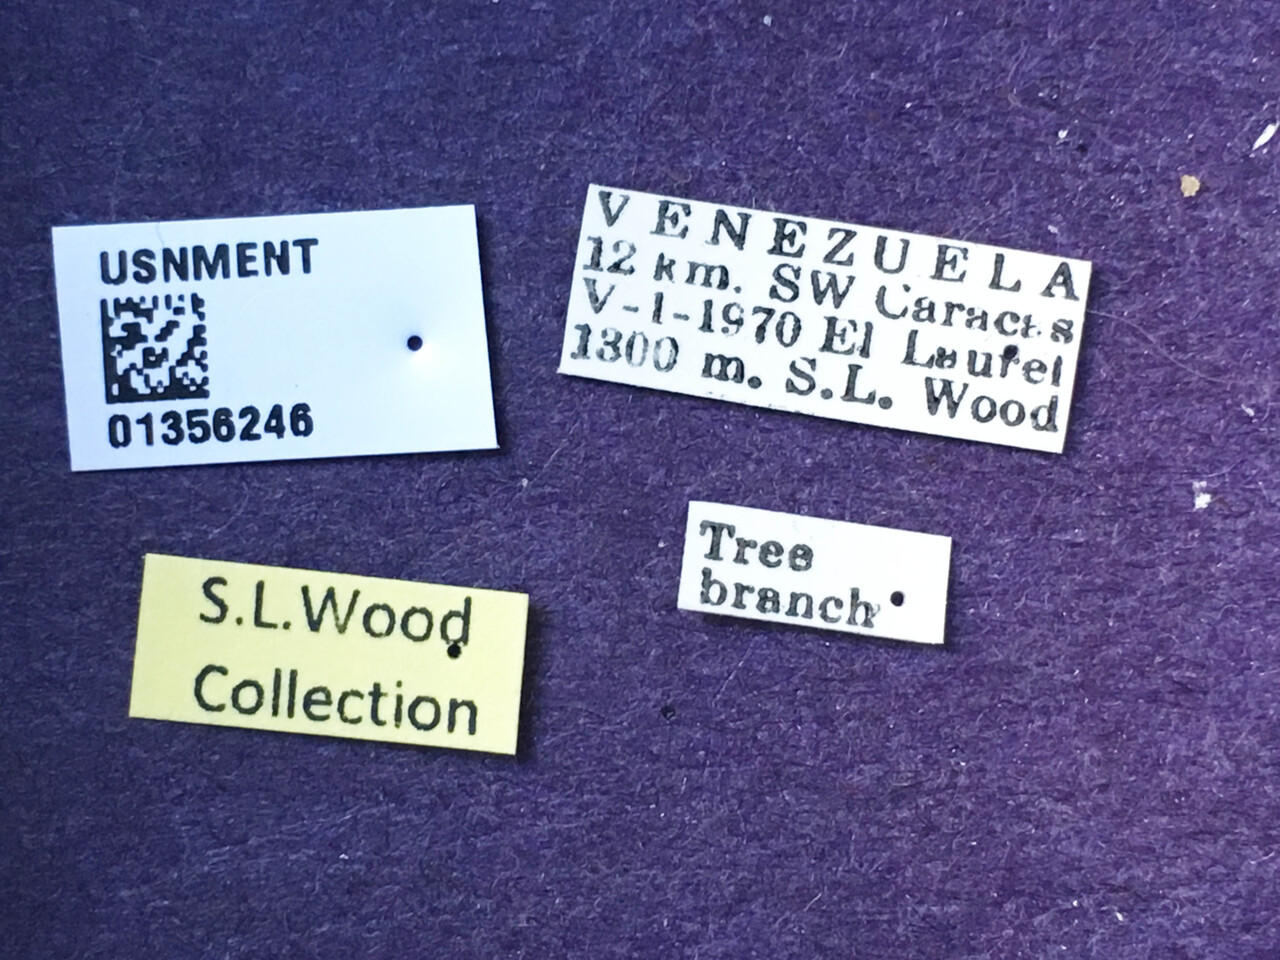 USNMENT
01356246
VENEZUELA
12 km. SW Caracas
V-1-1970 El Laurel
1300 m. S.L. Wood
Tree
branch
S.L.Wood
Collection